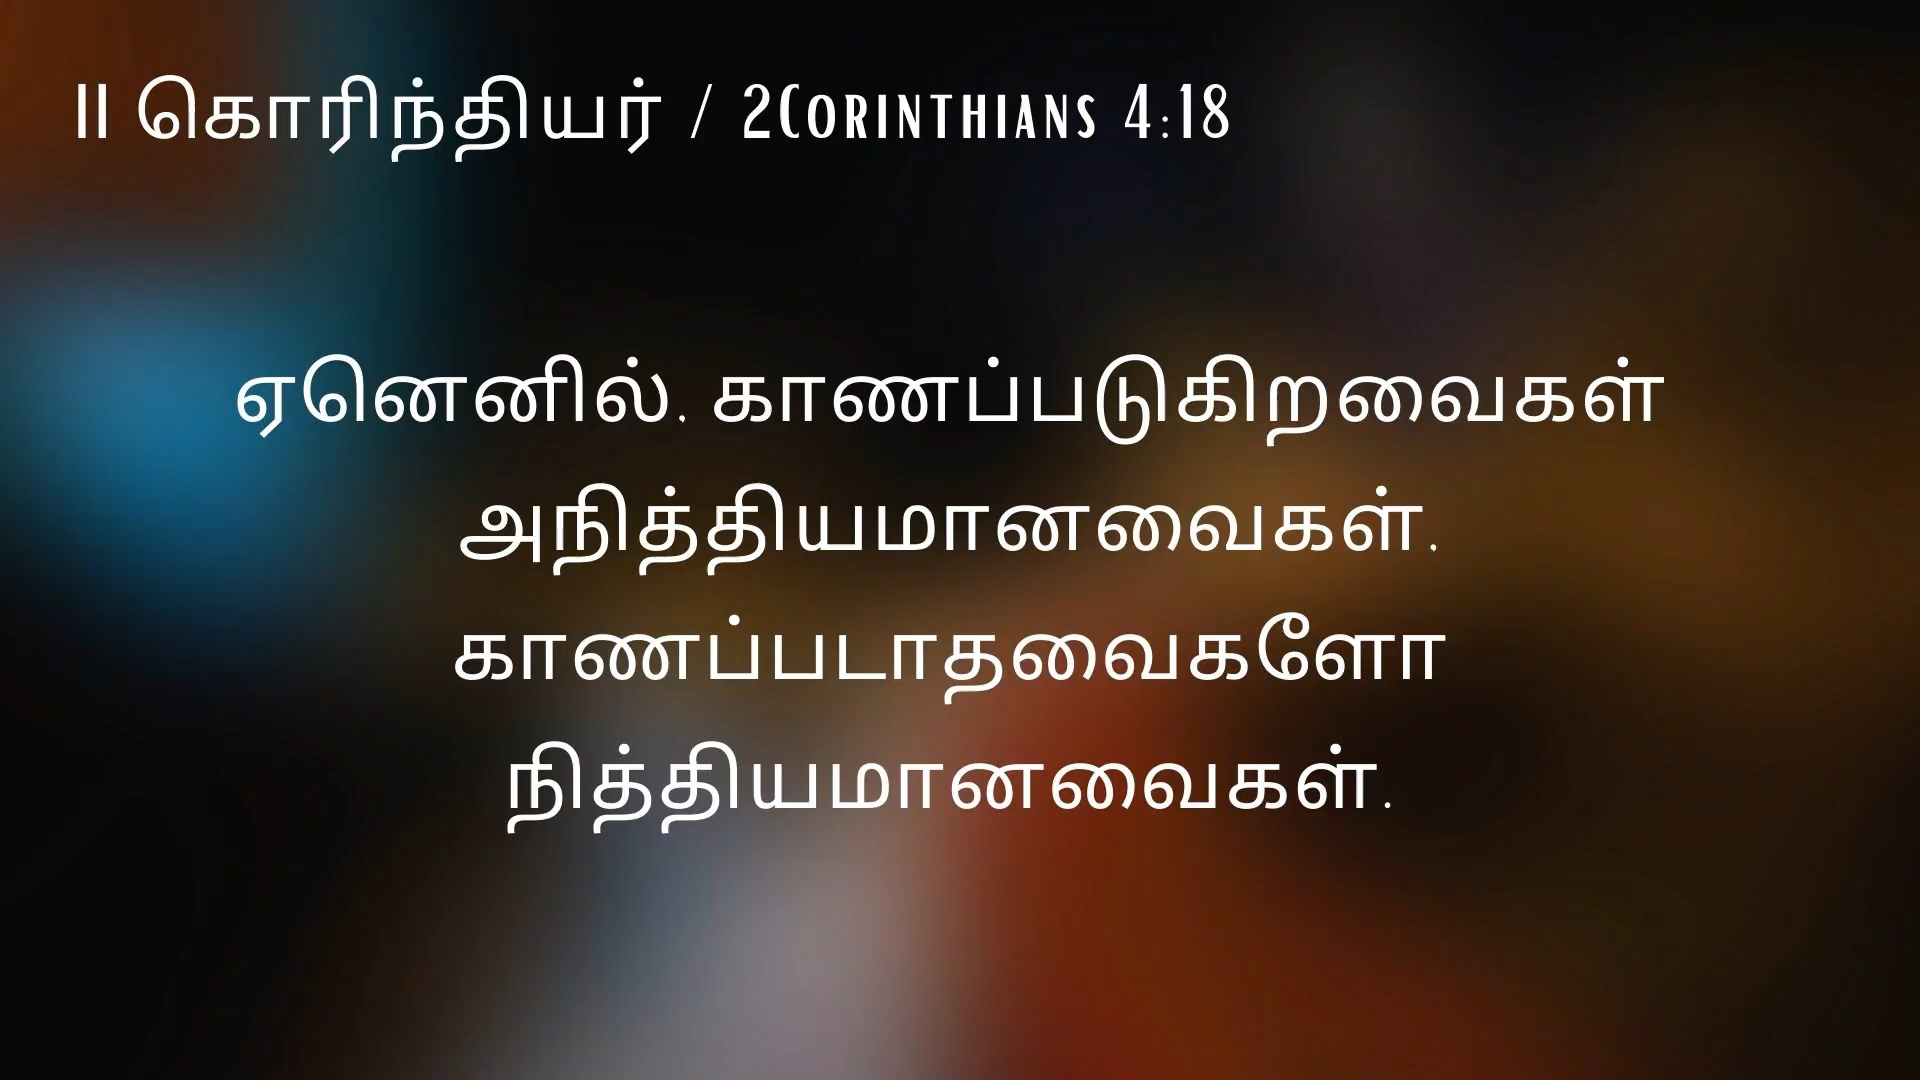 II கொரிந்தியர் / 2Corinthians 4:18
ஏனெனில், காணப்படுகிறவைகள்
அநித்தியமானவைகள்,
காணப்படாதவைகளோ
நித்தியமானவைகள்.